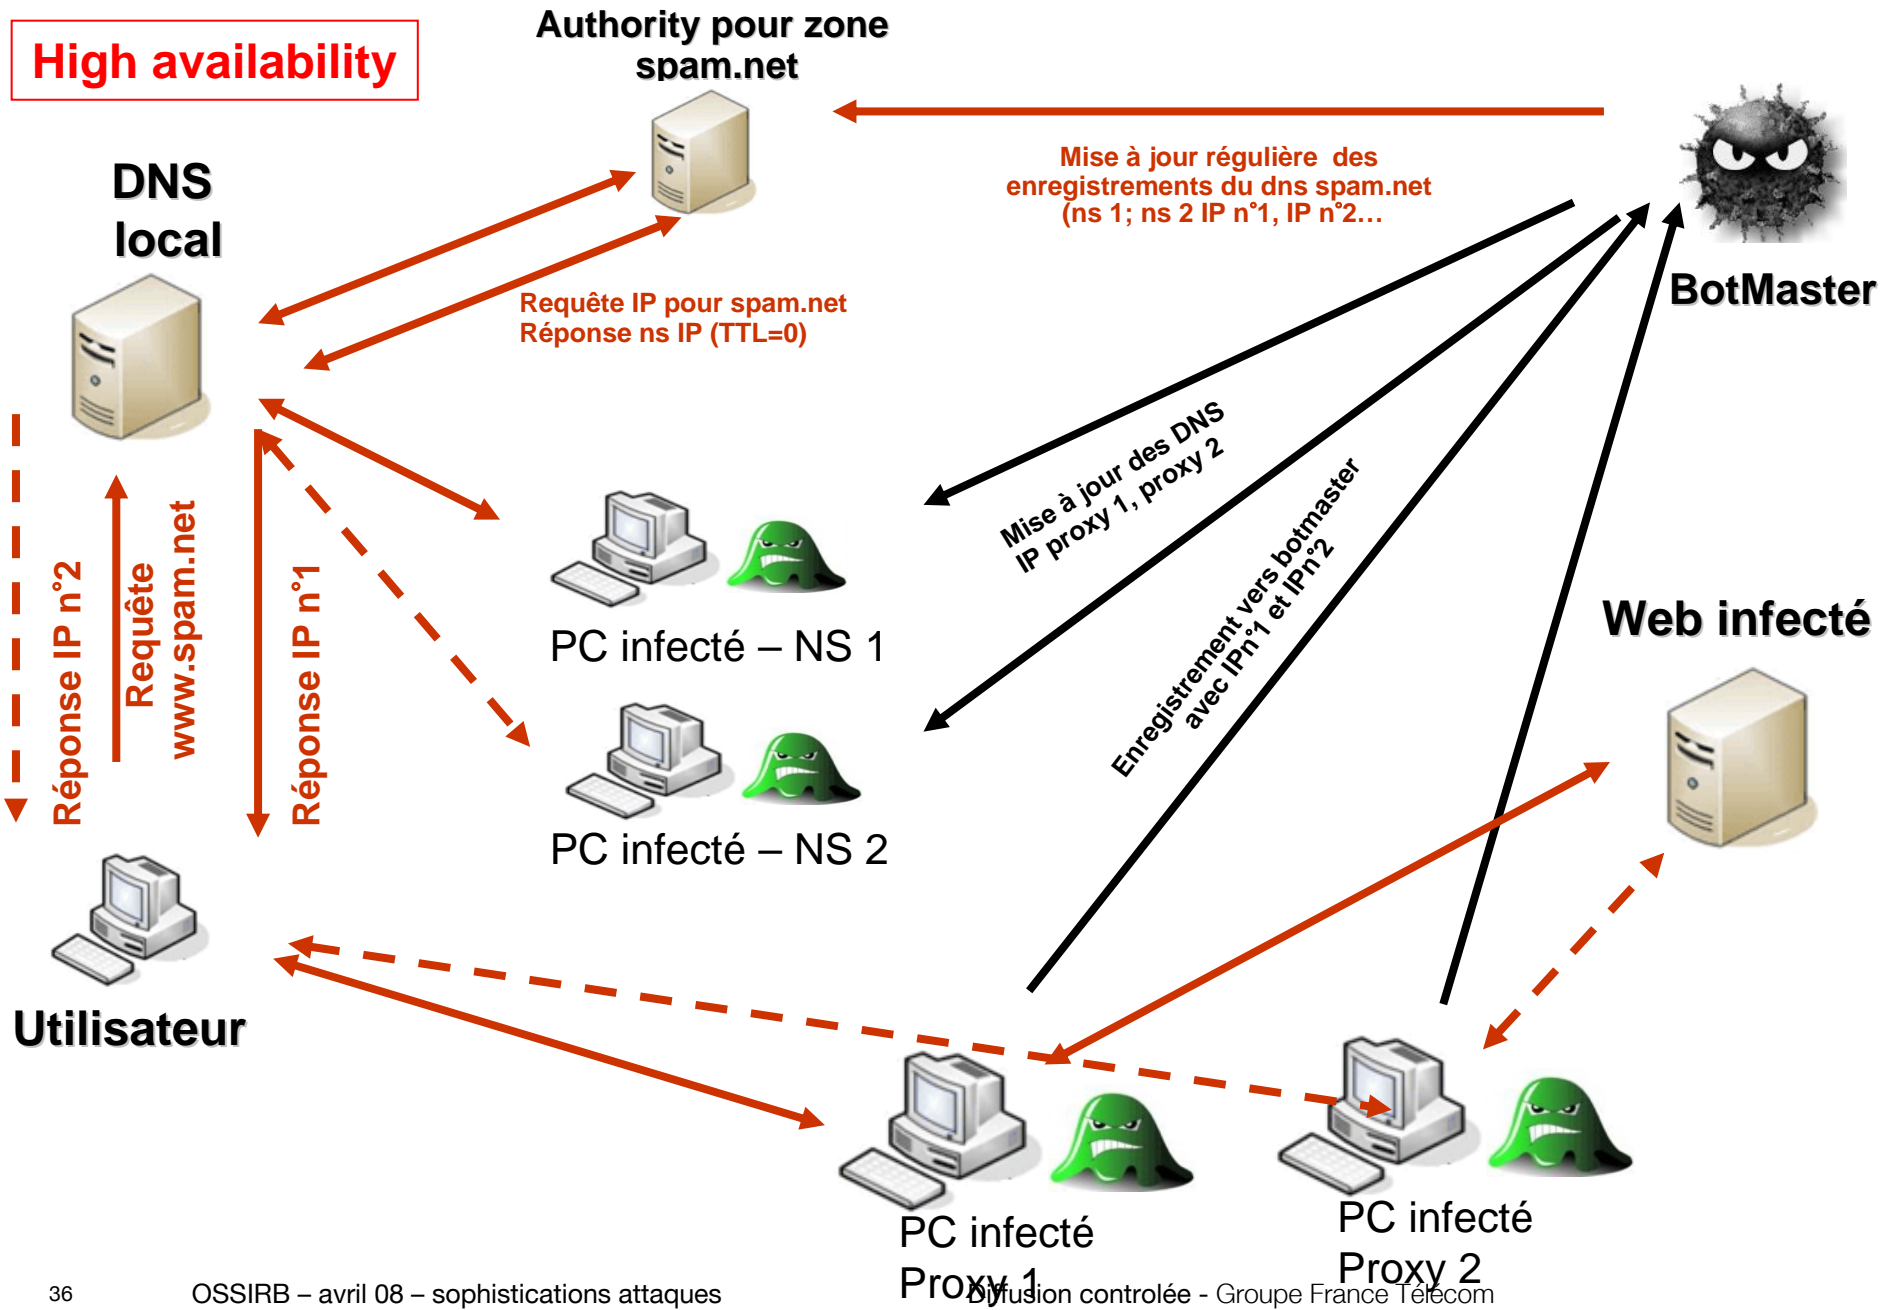 High availability
Authority pour zone
spam.net
DNS
local
Mise à jour régulière des
enregistrements du dns spam.net
(ns 1; ns 2 IP n°1, IP n°2…
BotMaster
Requête IP pour spam.net
Réponse ns IP (TTL=0)
Mise à jour des DNS
IP proxy 1, proxy 2
Enregistrement vers botmaster
avec IPn°1 et IPn°2
Réponse IP n°2
Requête
www.spam.net
Réponse IP n°1
PC infecté – NS 1
Web infecté
PC infecté – NS 2
Utilisateur
PC infecté
Proxy 1
PC infecté
Proxy 2
36
OSSIRB – avril 08 – sophistications attaques
Diffusion controlée - Groupe France Télécom